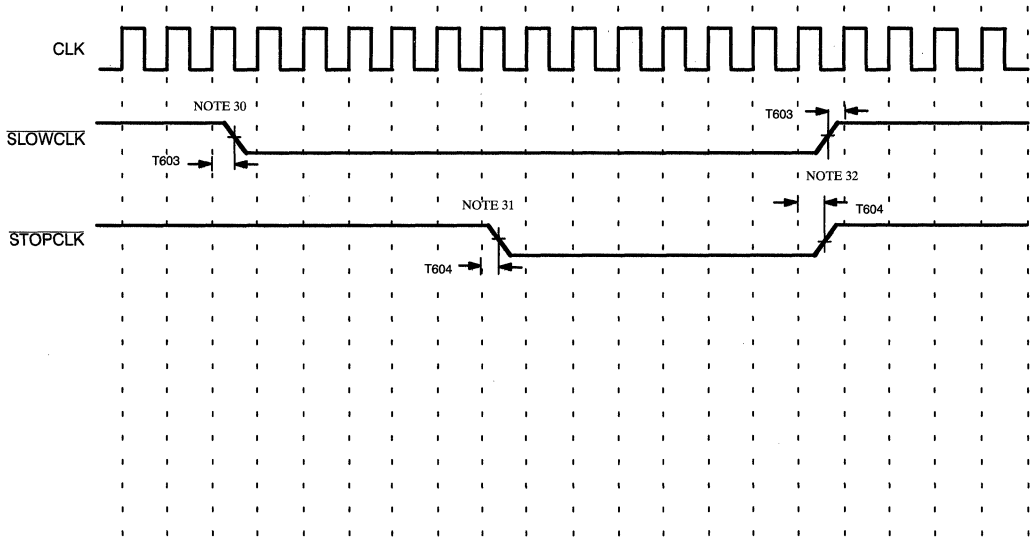 CLK
NOTE 30
T603
SLOWCLK
T603
NOTE 32
NOTE 31
T604
STOPCLK
T604